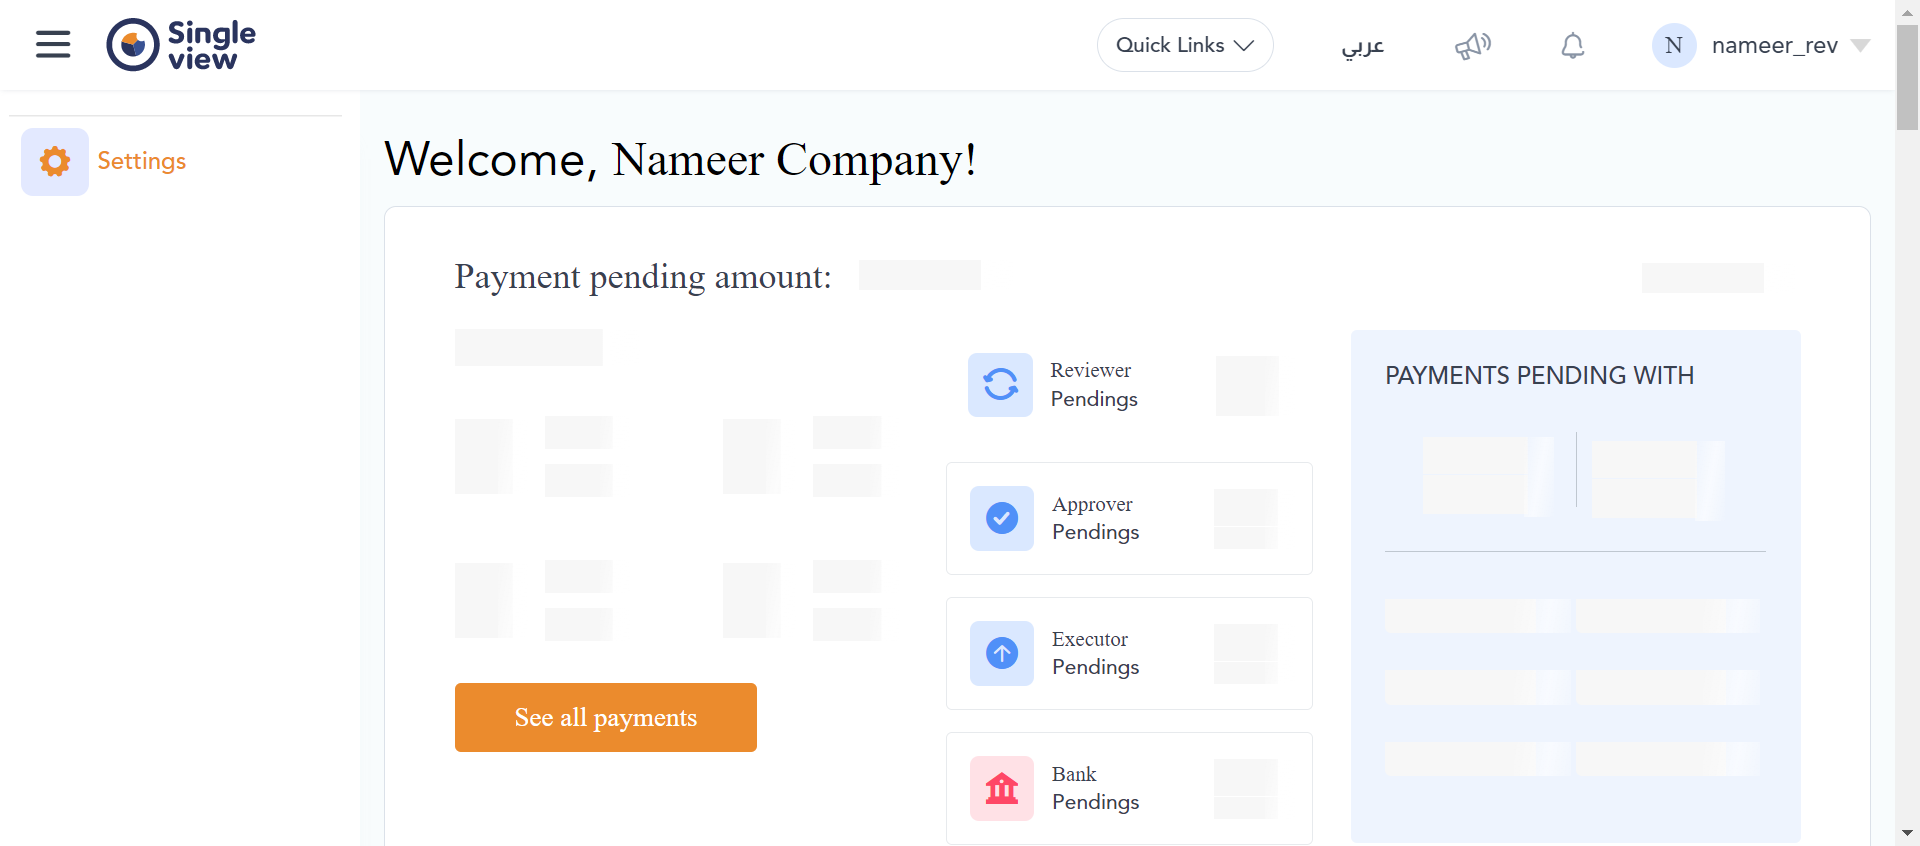 Single
view
Quick Links
عربي
N
nameer_rev
Settings
Welcome, Nameer Company!
Payment pending amount:
Reviewer
Pendings
PAYMENTS PENDING WITH
Approver
Pendings
Executor
Pendings
See all payments
Bank
Pendings